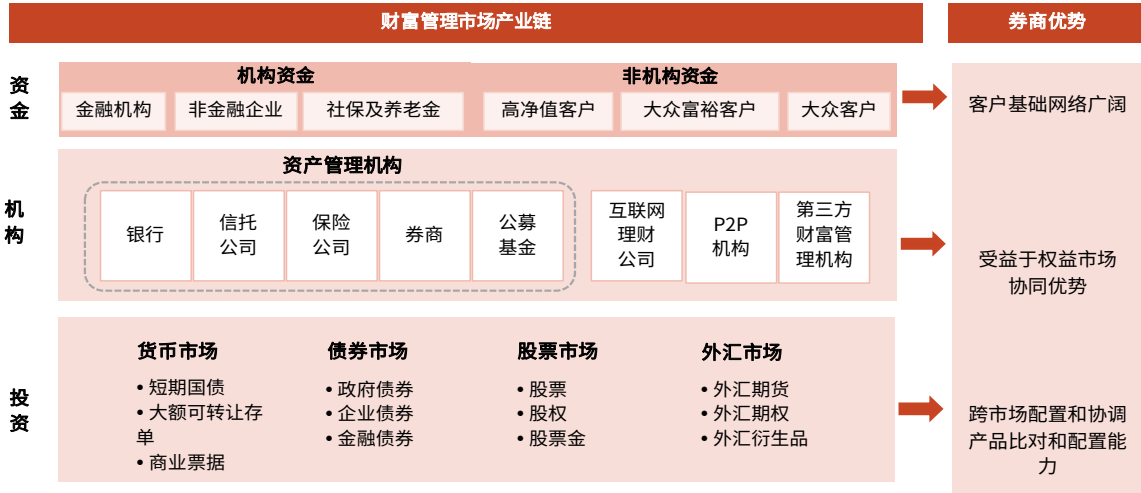 财富管理市场产业链
券商优势
资
金
机构资金
非机构资金
金融机构
非金融企业
社保及养老金
高净值客户
大众富裕客户
大众客户
客户基础网络广阔
机
构
资产管理机构
银行
信托
公司
保险
公司
券商
公募
基金
互联网
理财
公司
P2P
机构
第三方
财富管
理机构
受益于权益市场
协同优势
投
资
货币市场
• 短期国债
• 大额可转让存
单
• 商业票据
债券市场
• 政府债券
• 企业债券
• 金融债券
股票市场
• 股票
• 股权
• 股票金
外汇市场
• 外汇期货
• 外汇期权
• 外汇衍生品
跨市场配置和协调
产品比对和配置能
力